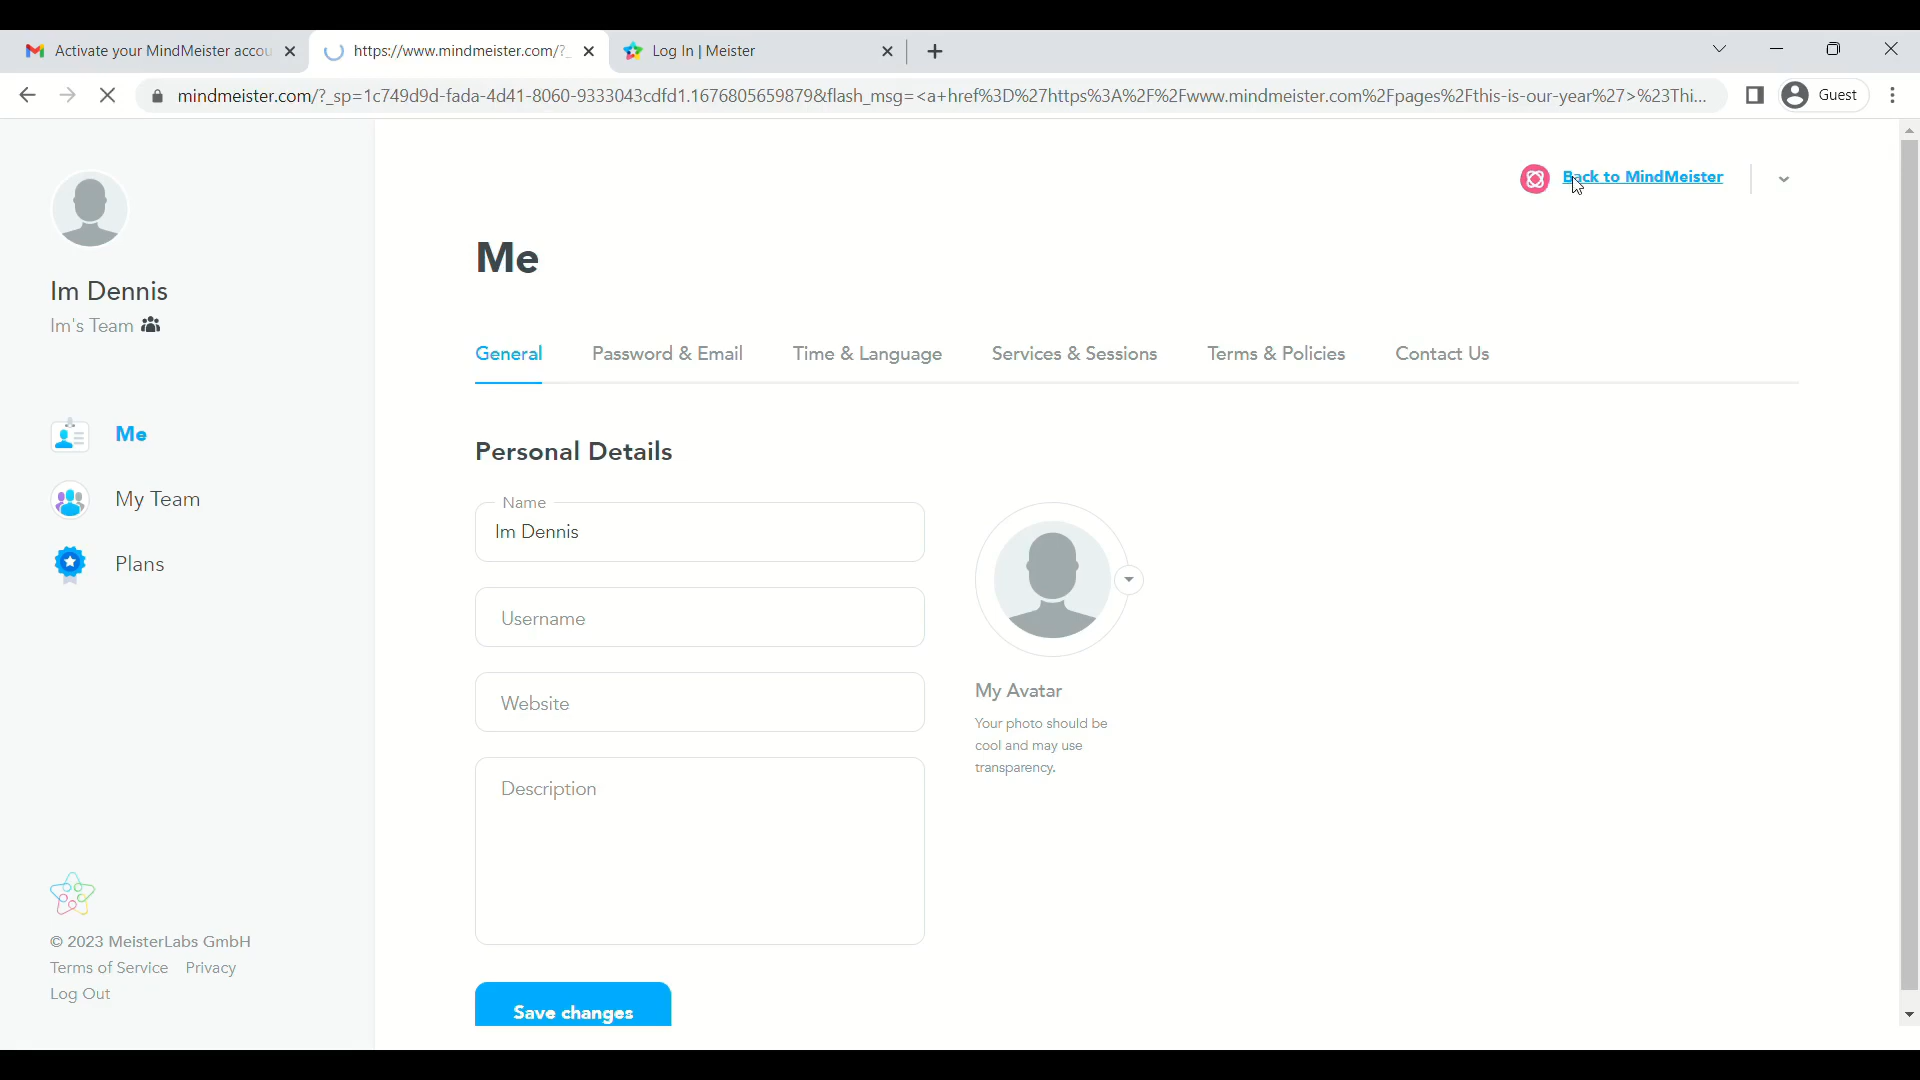 Activate your MindMeister accou
https://www.mindmeister.com/?_
Log In | Meister
mindmeister.com/?_sp=1c749d9d-fada-4d41-8060-9333043cdfd1.1676805659879&flash_msg=<a+href%3D%27https%3A%2F%2Fwww.mindmeister.com%2Fpages%2Fthis-is-our-year%27>%23Thi...
Guest
Back to MindMeister
Im Dennis
Im's Team
Me
My Team
Plans
© 2023 MeisterLabs GmbH
Terms of Service Privacy
Log Out
Me
General Password & Email Time & Language Services & Sessions Terms & Policies Contact Us
Personal Details
Name
Im Dennis
Username
Website
Description
My Avatar
Your photo should be
cool and may use
transparency.
Save changes